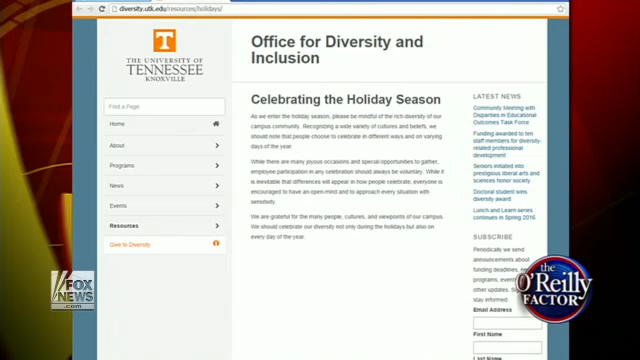 diversity.utk.edu/resources/holidays/
THE UNIVERSITY OF
TENNESSEE
KNOXVILLE
Find a Page
Home
About
Programs
News
Events
Resources
Give to Diversity
Office for Diversity and
Inclusion
Celebrating the Holiday Season
As we enter the holiday season, please be mindful of the rich diversity of our
campus community. Recognizing a wide variety of cultures and beliefs, we
should note that people choose to celebrate in different ways and on
varying days of the year.
While there are many joyous occasions and special opportunities to gather,
employee participation in any celebration should always be voluntary. While it
is inevitable that differences will appear in how people celebrate, everyone is
encouraged to have an open mind and to approach every situation with
sensitivity.
We are grateful for the many people, cultures, and viewpoints of our campus.
We should celebrate our diversity not only during the holidays but also on
every day of the year.
LATEST NEWS
Community Meeting with
Disparities in Educational
Outcomes Task Force
Funding awarded to ten
staff members for diversity-
related professional
development
Seniors initiated into
prestigious liberal arts and
sciences honor society
Doctoral student wins
diversity award
Lunch and Learn series
continues in Spring 2016
SUBSCRIBE
Periodically we send
announcements about
funding deadlines, ne
programs, even
other updates. S
stay informed.
Email Address
First Name
Last Name
FOX
NEWS
.com
the
O'Reilly
FACTOR